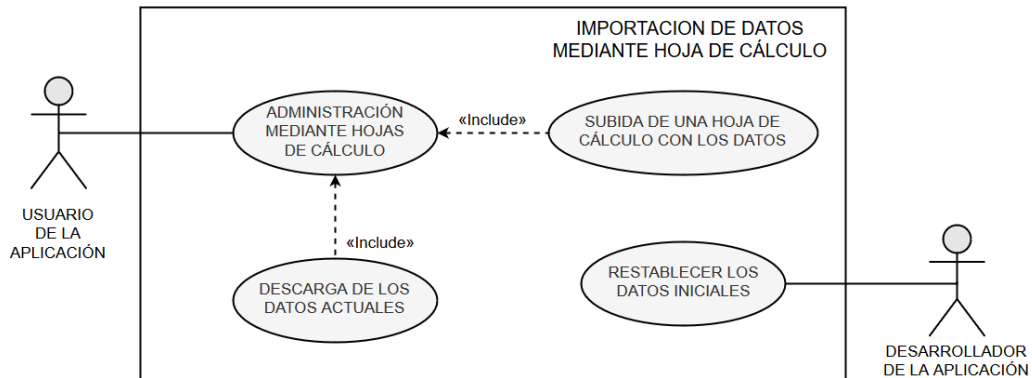 IMPORTACION DE DATOS
MEDIANTE HOJA DE CÁLCULO
ADMINISTRACIÓN
MEDIANTE HOJAS
DE CÁLCULO
«Include»
SUBIDA DE UNA HOJA DE
CÁLCULO CON LOS DATOS
USUARIO
DE LA
APLICACIÓN
«Include»
DESCARGA DE LOS
DATOS ACTUALES
RESTABLECER LOS
DATOS INICIALES
DESARROLLADOR
DE LA APLICACIÓN